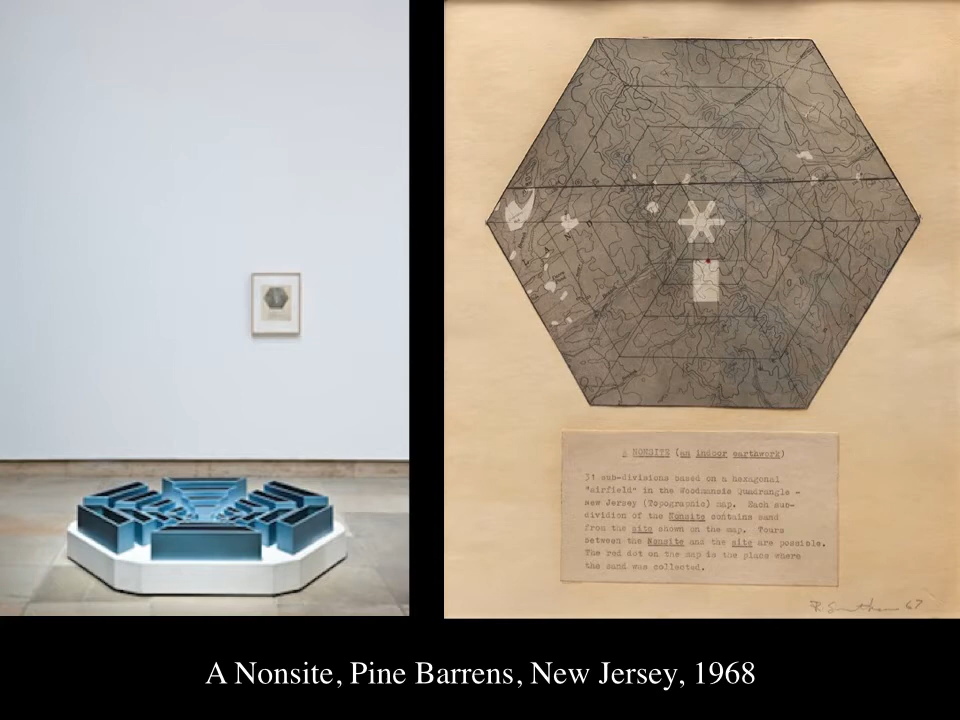 A NONSITE (an indoor earthwork)
31 sub-divisions based on a hexagonal
"airfield" in the Woodmansie Quadrangle -
New Jersey (Topographic) map. Each sub-
dividion of the Nonsite contains sand
from the site shown on the map. Tours
between the Nonsite and the site are possible.
The red dot on the map is the place where
the sand was collected.
R. Smithson 67
A Nonsite, Pine Barrens, New Jersey, 1968